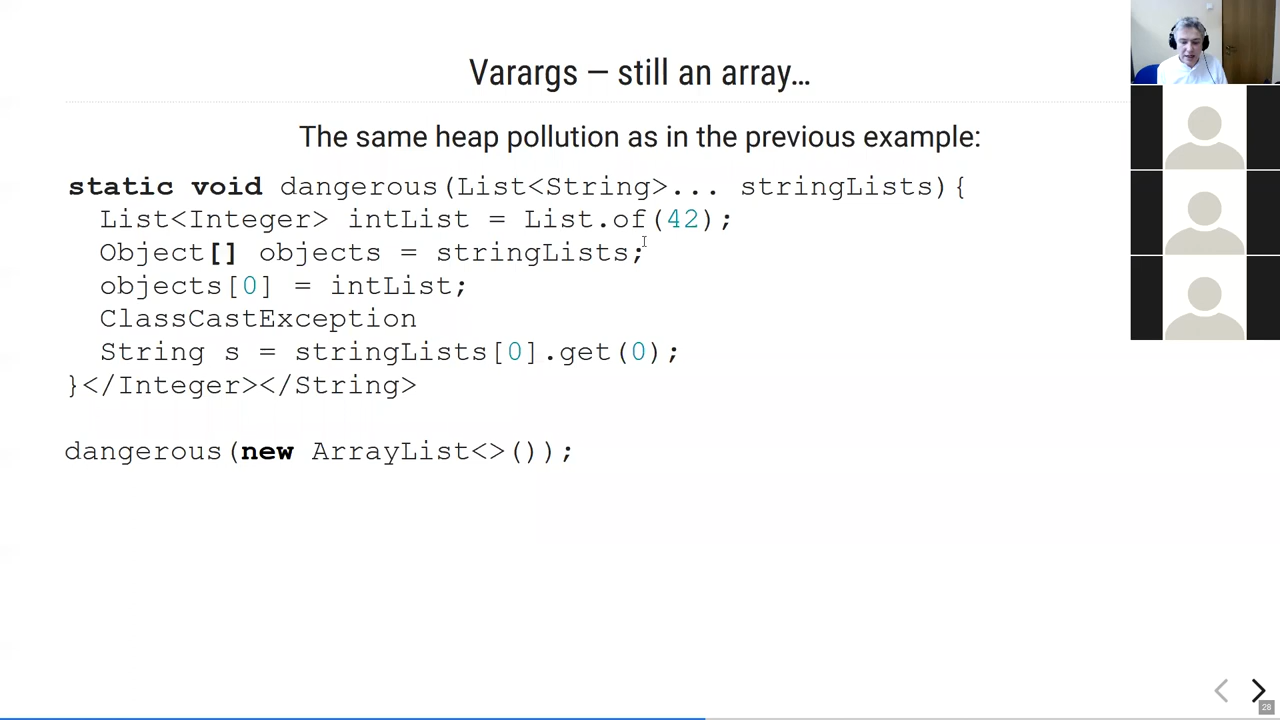 Varargs — still an array…
The same heap pollution as in the previous example:
static void dangerous(List<String>... stringLists){
  List<Integer> intList = List.of(42);
  Object[] objects = stringLists;
  objects[0] = intList;
  ClassCastException
  String s = stringLists[0].get(0);
}</Integer></String>
dangerous(new ArrayList<>());
28